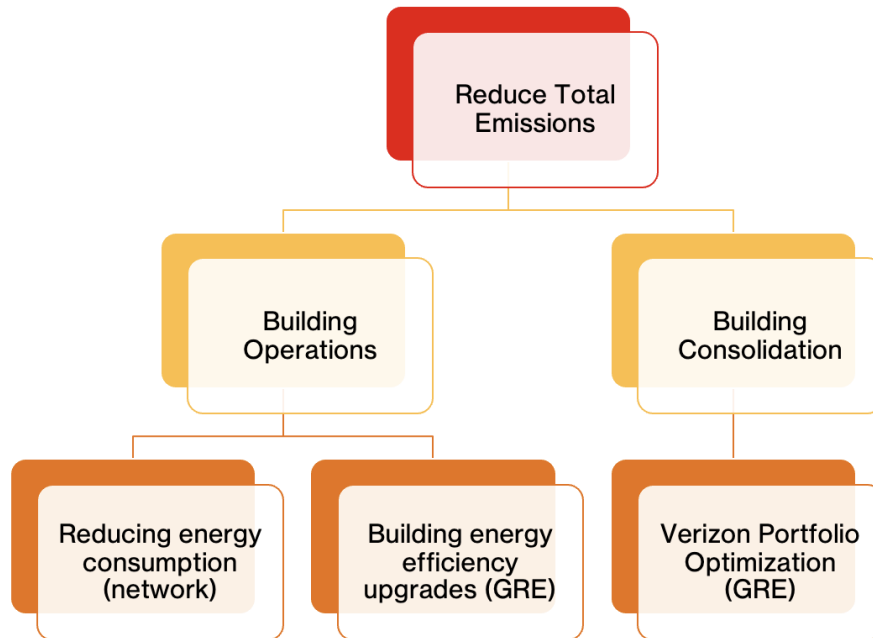 Reduce Total
Emissions
Building
Operations
Building
Consolidation
Reducing energy
consumption
(network)
Building energy
efficiency
upgrades (GRE)
Verizon Portfolio
Optimization
(GRE)